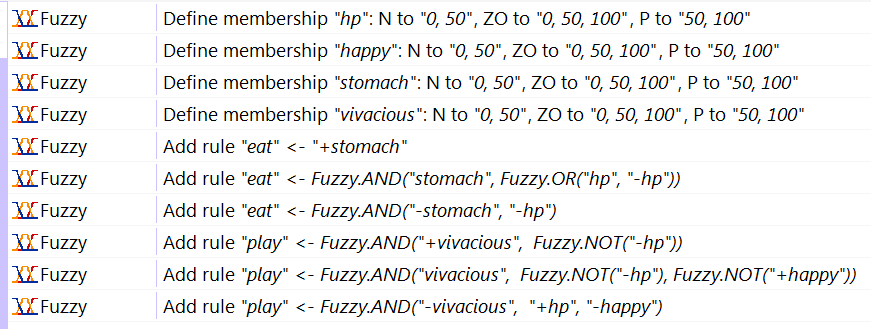 Fuzzy Define membership "hp": N to "0, 50", ZO to "0, 50, 100", P to "50, 100"
Fuzzy Define membership "happy": N to "0, 50", ZO to "0, 50, 100", P to "50, 100"
Fuzzy Define membership "stomach": N to "0, 50", ZO to "0, 50, 100", P to "50, 100"
Fuzzy Define membership "vivacious": N to "0, 50", ZO to "0, 50, 100", P to "50, 100"
Fuzzy Add rule "eat" <- "+stomach"
Fuzzy Add rule "eat" <- Fuzzy.AND("stomach", Fuzzy.OR("hp", "-hp"))
Fuzzy Add rule "eat" <- Fuzzy.AND("-stomach", "-hp")
Fuzzy Add rule "play" <- Fuzzy.AND("+vivacious",  Fuzzy.NOT("-hp"))
Fuzzy Add rule "play" <- Fuzzy.AND("vivacious",  Fuzzy.NOT("-hp"), Fuzzy.NOT("+happy"))
Fuzzy Add rule "play" <- Fuzzy.AND("-vivacious",  "+hp", "-happy")